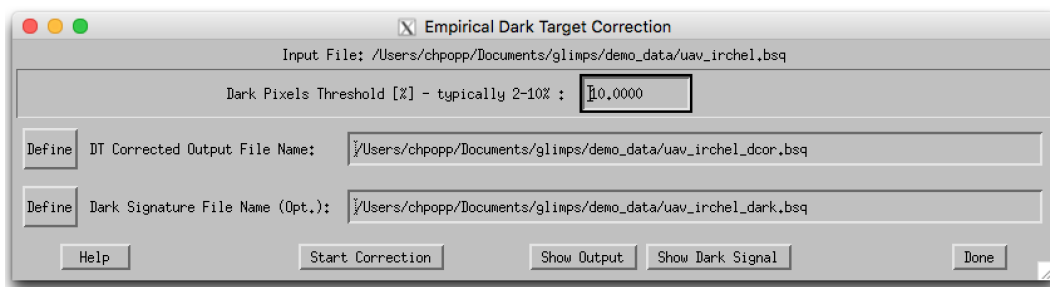 Empirical Dark Target Correction
Input File: /Users/chpopp/Documents/glimps/demo_data/uav_irchel.bsq
Dark Pixels Threshold [%] - typically 2-10% : 10.0000
Define DT Corrected Output File Name: /Users/chpopp/Documents/glimps/demo_data/uav_irchel_dcor.bsq
Define Dark Signature File Name (Opt.): /Users/chpopp/Documents/glimps/demo_data/uav_irchel_dark.bsq
Help Start Correction Show Output Show Dark Signal Done